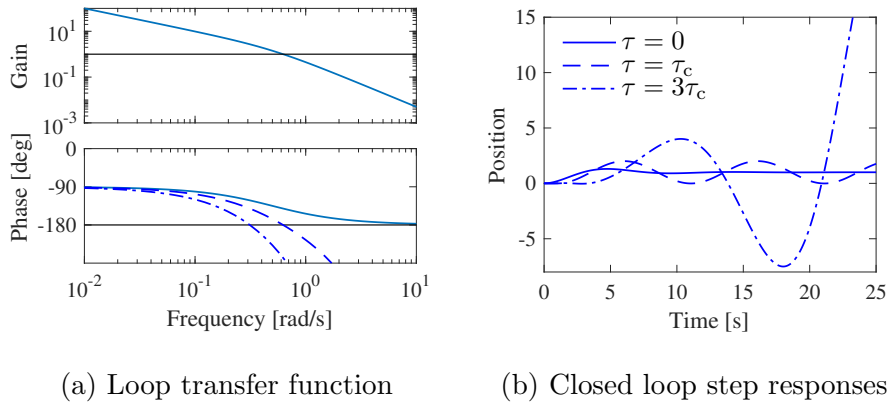 10^1
10^-1
10^-3
Gain
0
-90
-180
Phase [deg]
10^-2
10^-1
10^0
10^1
Frequency [rad/s]
(a) Loop transfer function
15
10
5
0
-5
Position
τ = 0
τ = τ_c
τ = 3τ_c
0 5 10 15 20 25
Time [s]
(b) Closed loop step responses